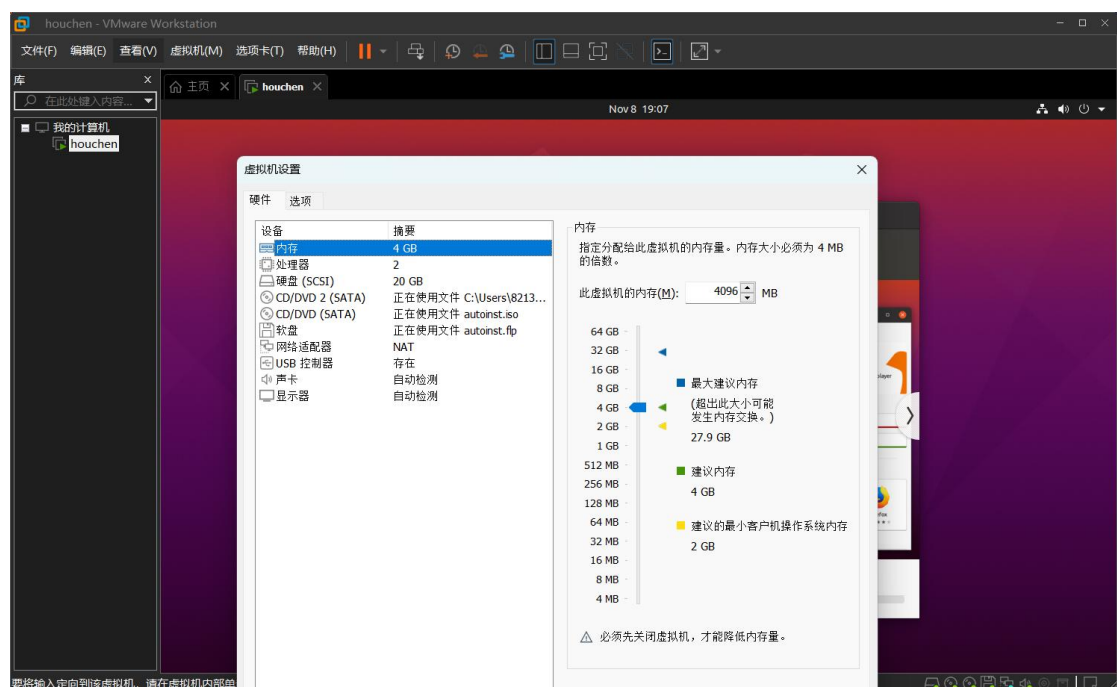 houchen - VMware Workstation
文件(F) 编辑(E) 查看(V) 虚拟机(M) 选项卡(T) 帮助(H)
库
在此处键入内容...
我的计算机
houchen
主页
houchen
Nov 8 19:07
虚拟机设置
硬件 选项
设备 摘要
内存 4 GB
处理器 2
硬盘 (SCSI) 20 GB
CD/DVD 2 (SATA) 正在使用文件 C:\Users\8213...
CD/DVD (SATA) 正在使用文件 autoinst.iso
软盘 正在使用文件 autoinst.flp
网络适配器 NAT
USB 控制器 存在
声卡 自动检测
显示器 自动检测
内存
指定分配给此虚拟机的内存量。内存大小必须为 4 MB
的倍数。
此虚拟机的内存(M): 4096 MB
64 GB
32 GB
16 GB
8 GB
4 GB
2 GB
1 GB
512 MB
256 MB
128 MB
64 MB
32 MB
16 MB
8 MB
4 MB
最大建议内存
(超出此大小可能
发生内存交换。)
27.9 GB
建议内存
4 GB
建议的最小客户机操作系统内存
2 GB
必须先关闭虚拟机，才能降低内存量。
要将输入定向到该虚拟机，请在虚拟机内部单